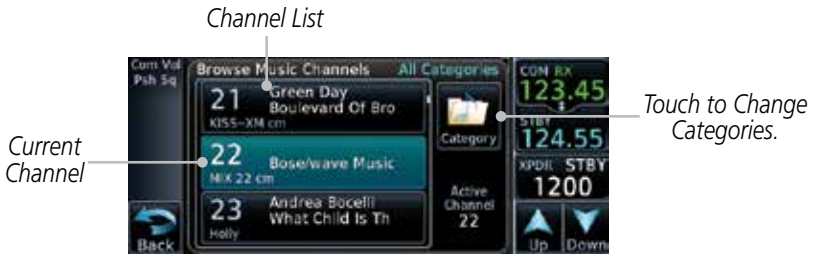 Channel List
Com Vol
Psh Sq
Browse Music Channels All Categories
21 Green Day
Boulevard Of Bro
KISS-XM cm
22 Bose/wave Music
MIX 22 cm
23 Andrea Bocelli
What Child Is Th
Holly
Back
Category
Active
Channel
22
COM RX
123.45
STBY
124.55
XPDR STBY
1200
Up Down
Current
Channel
Touch to Change
Categories.